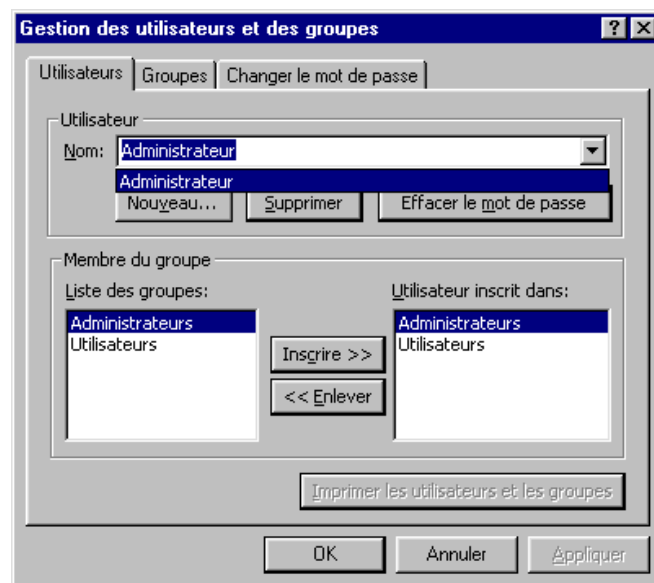 Gestion des utilisateurs et des groupes
Utilisateurs Groupes Changer le mot de passe
Utilisateur
Nom: Administrateur
Administrateur
Nouveau... Supprimer Effacer le mot de passe
Membre du groupe
Liste des groupes: Utilisateur inscrit dans:
Administrateurs Administrateurs
Utilisateurs Utilisateurs
Inscrire >>
<< Enlever
Imprimer les utilisateurs et les groupes
OK Annuler Appliquer